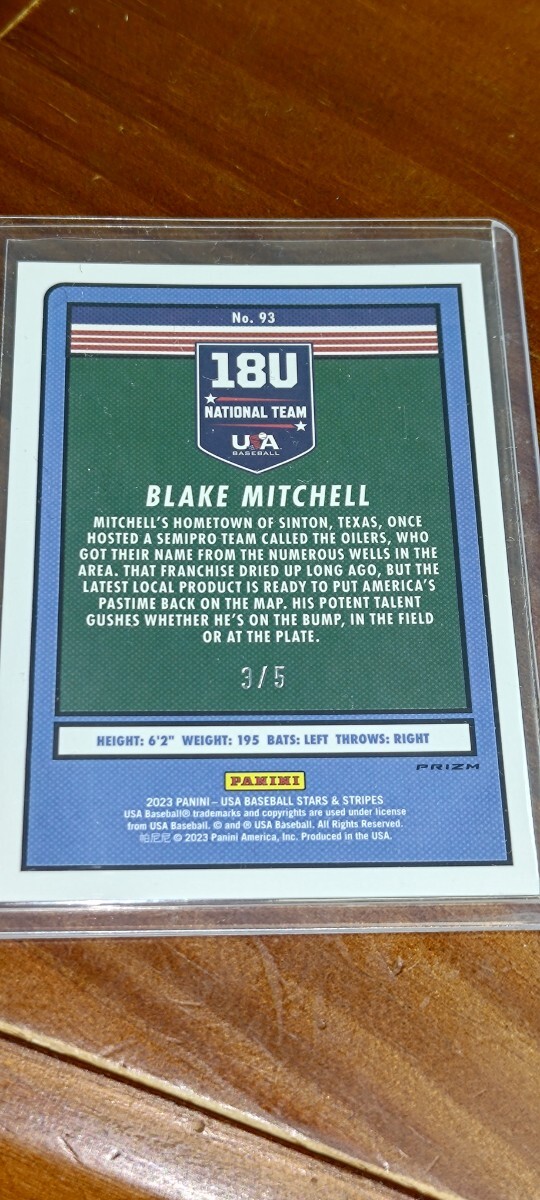 No. 93
18U
NATIONAL TEAM
USA
BASEBALL
BLAKE MITCHELL
MITCHELL'S HOMETOWN OF SINTON, TEXAS, ONCE
HOSTED A SEMIPRO TEAM CALLED THE OILERS, WHO
GOT THEIR NAME FROM THE NUMEROUS WELLS IN THE
AREA. THAT FRANCHISE DRIED UP LONG AGO, BUT THE
LATEST LOCAL PRODUCT IS READY TO PUT AMERICA'S
PASTIME BACK ON THE MAP. HIS POTENT TALENT
GUSHES WHETHER HE'S ON THE BUMP, IN THE FIELD
OR AT THE PLATE.
3/5
HEIGHT: 6'2" WEIGHT: 195 BATS: LEFT THROWS: RIGHT
PRIZM
PANINI
2023 PANINI – USA BASEBALL STARS & STRIPES
USA Baseball® trademarks and copyrights are used under license
from USA Baseball. © and ® USA Baseball. All Rights Reserved.
帕尼尼 © 2023 Panini America, Inc. Produced in the USA.